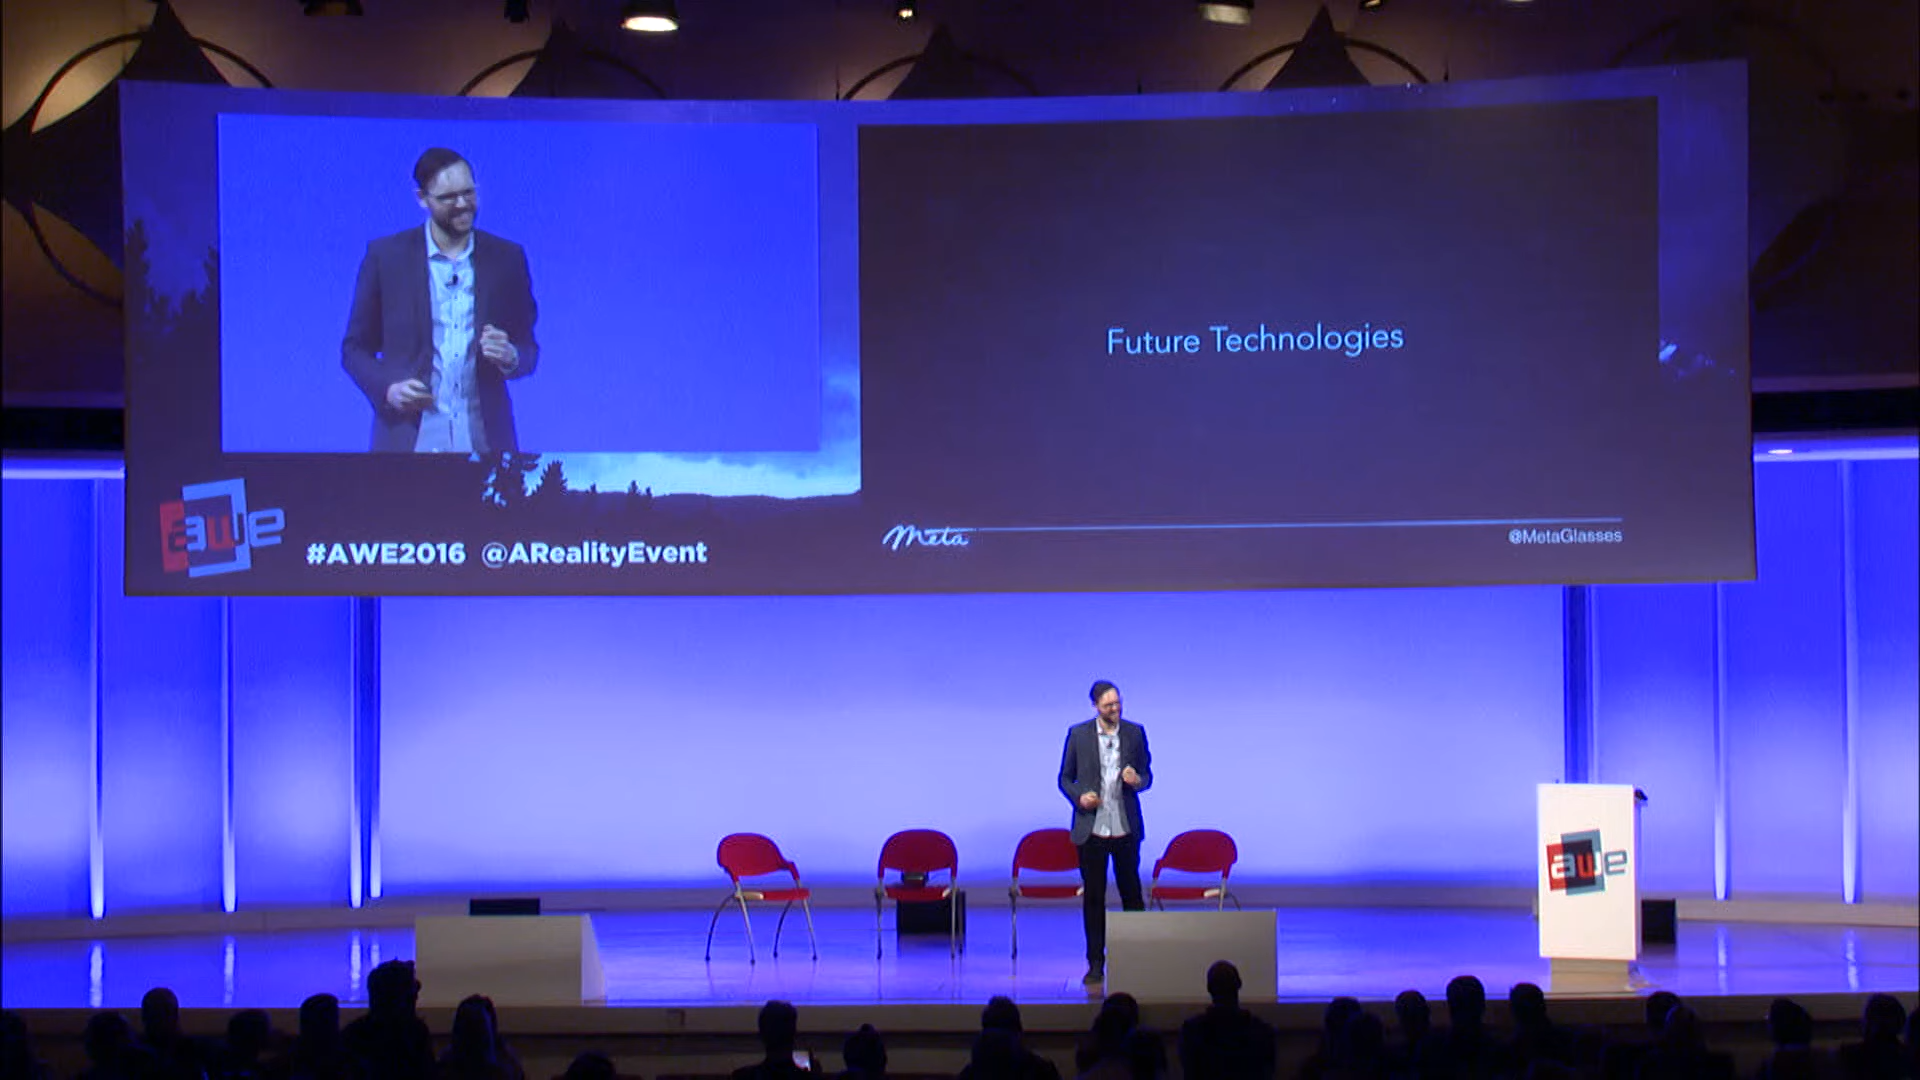 Future Technologies
Meta
@MetaGlasses
awe
#AWE2016 @ARealityEvent
awe